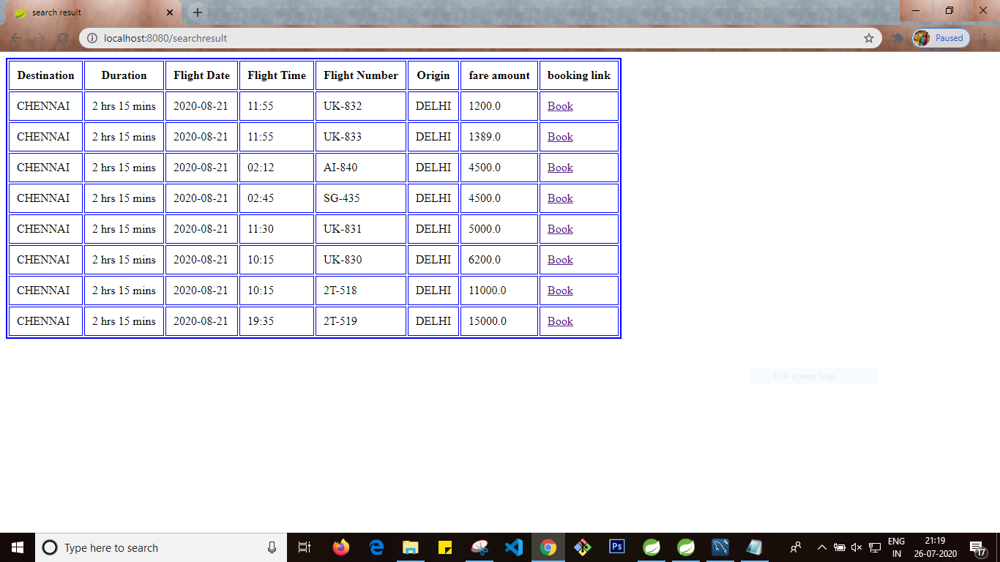 search result
localhost:8080/searchresult
Paused
Destination Duration Flight Date Flight Time Flight Number Origin fare amount booking link
CHENNAI 2 hrs 15 mins 2020-08-21 11:55 UK-832 DELHI 1200.0 Book
CHENNAI 2 hrs 15 mins 2020-08-21 11:55 UK-833 DELHI 1389.0 Book
CHENNAI 2 hrs 15 mins 2020-08-21 02:12 AI-840 DELHI 4500.0 Book
CHENNAI 2 hrs 15 mins 2020-08-21 02:45 SG-435 DELHI 4500.0 Book
CHENNAI 2 hrs 15 mins 2020-08-21 11:30 UK-831 DELHI 5000.0 Book
CHENNAI 2 hrs 15 mins 2020-08-21 10:15 UK-830 DELHI 6200.0 Book
CHENNAI 2 hrs 15 mins 2020-08-21 10:15 2T-518 DELHI 11000.0 Book
CHENNAI 2 hrs 15 mins 2020-08-21 19:35 2T-519 DELHI 15000.0 Book
Full-screen Snip
Type here to search
Ps
ENG
IN
21:19
26-07-2020
17